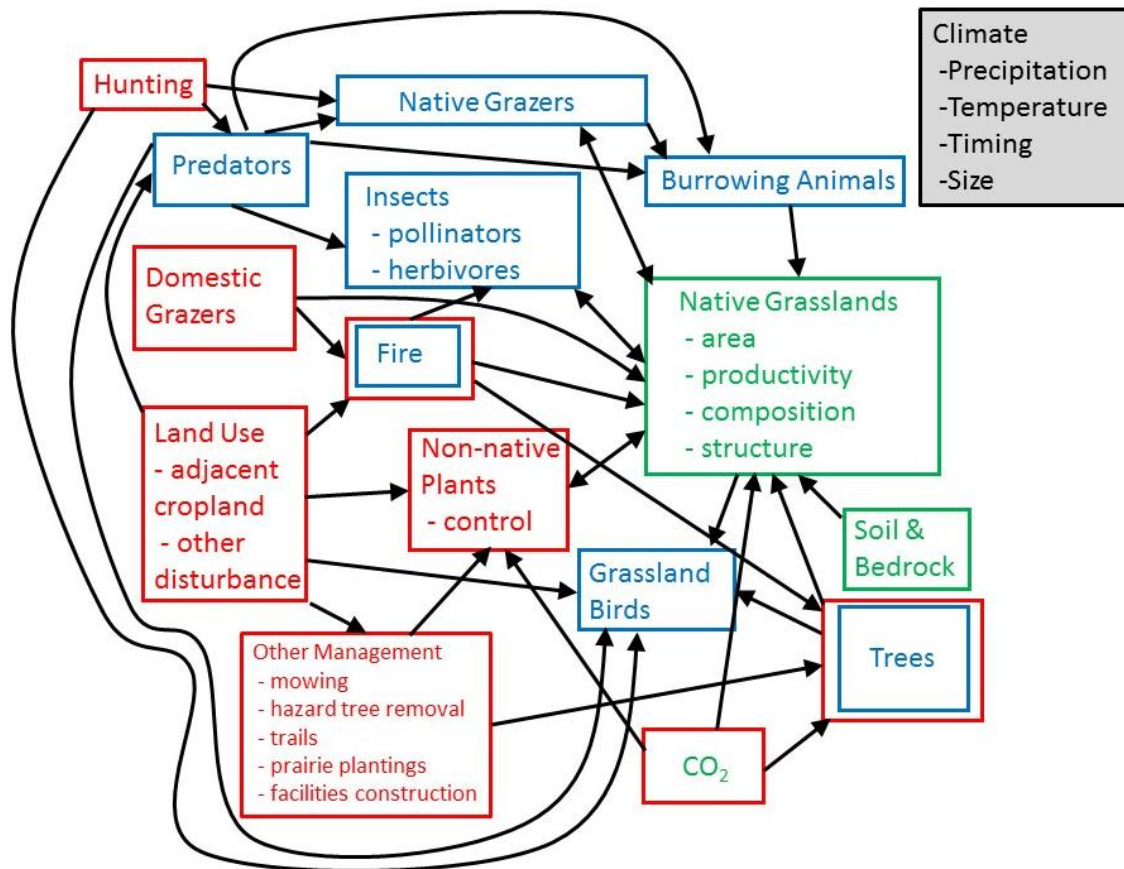 Hunting
Native Grazers
Climate
-Precipitation
-Temperature
-Timing
-Size
Predators
Burrowing Animals
Insects
- pollinators
- herbivores
Domestic
Grazers
Fire
Native Grasslands
- area
- productivity
- composition
- structure
Land Use
- adjacent
cropland
- other
disturbance
Non-native
Plants
- control
Soil &
Bedrock
Grassland
Birds
Other Management
- mowing
- hazard tree removal
- trails
- prairie plantings
- facilities construction
Trees
CO₂